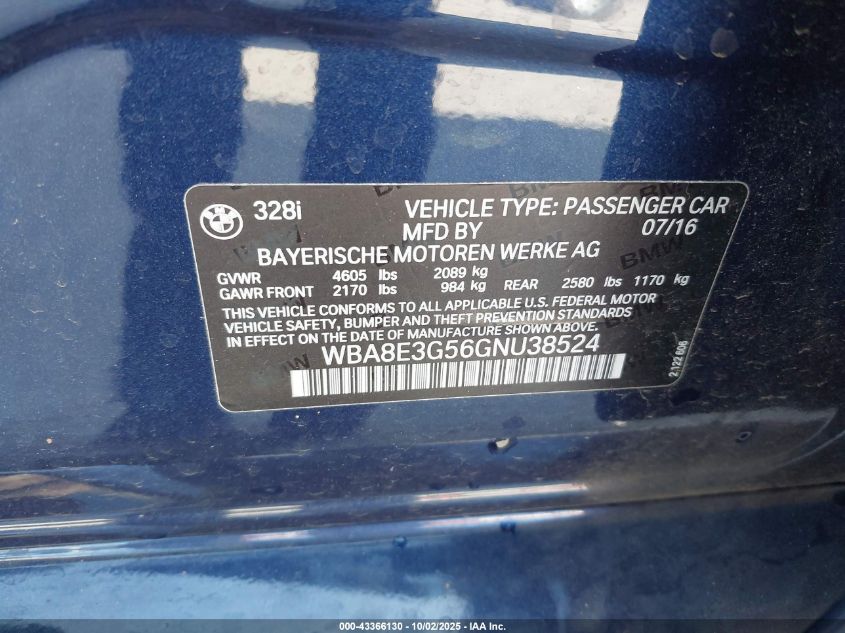 328i VEHICLE TYPE: PASSENGER CAR
MFD BY 07/16
BAYERISCHE MOTOREN WERKE AG
GVWR 4605 lbs 2089 kg
GAWR FRONT 2170 lbs 984 kg REAR 2580 lbs 1170 kg
THIS VEHICLE CONFORMS TO ALL APPLICABLE U.S. FEDERAL MOTOR
VEHICLE SAFETY, BUMPER AND THEFT PREVENTION STANDARDS
IN EFFECT ON THE DATE OF MANUFACTURE SHOWN ABOVE.
WBA8E3G56GNU38524
2122 606
BMW
000-43366130 - 10/02/2025 - IAA Inc.